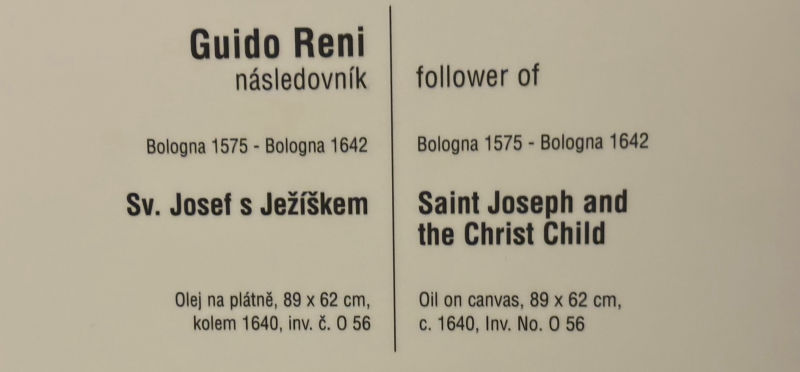 Guido Reni
následovník
Bologna 1575 - Bologna 1642
Sv. Josef s Ježíškem
Olej na plátně, 89 x 62 cm,
kolem 1640, inv. č. O 56
follower of
Bologna 1575 - Bologna 1642
Saint Joseph and
the Christ Child
Oil on canvas, 89 x 62 cm,
c. 1640, Inv. No. O 56